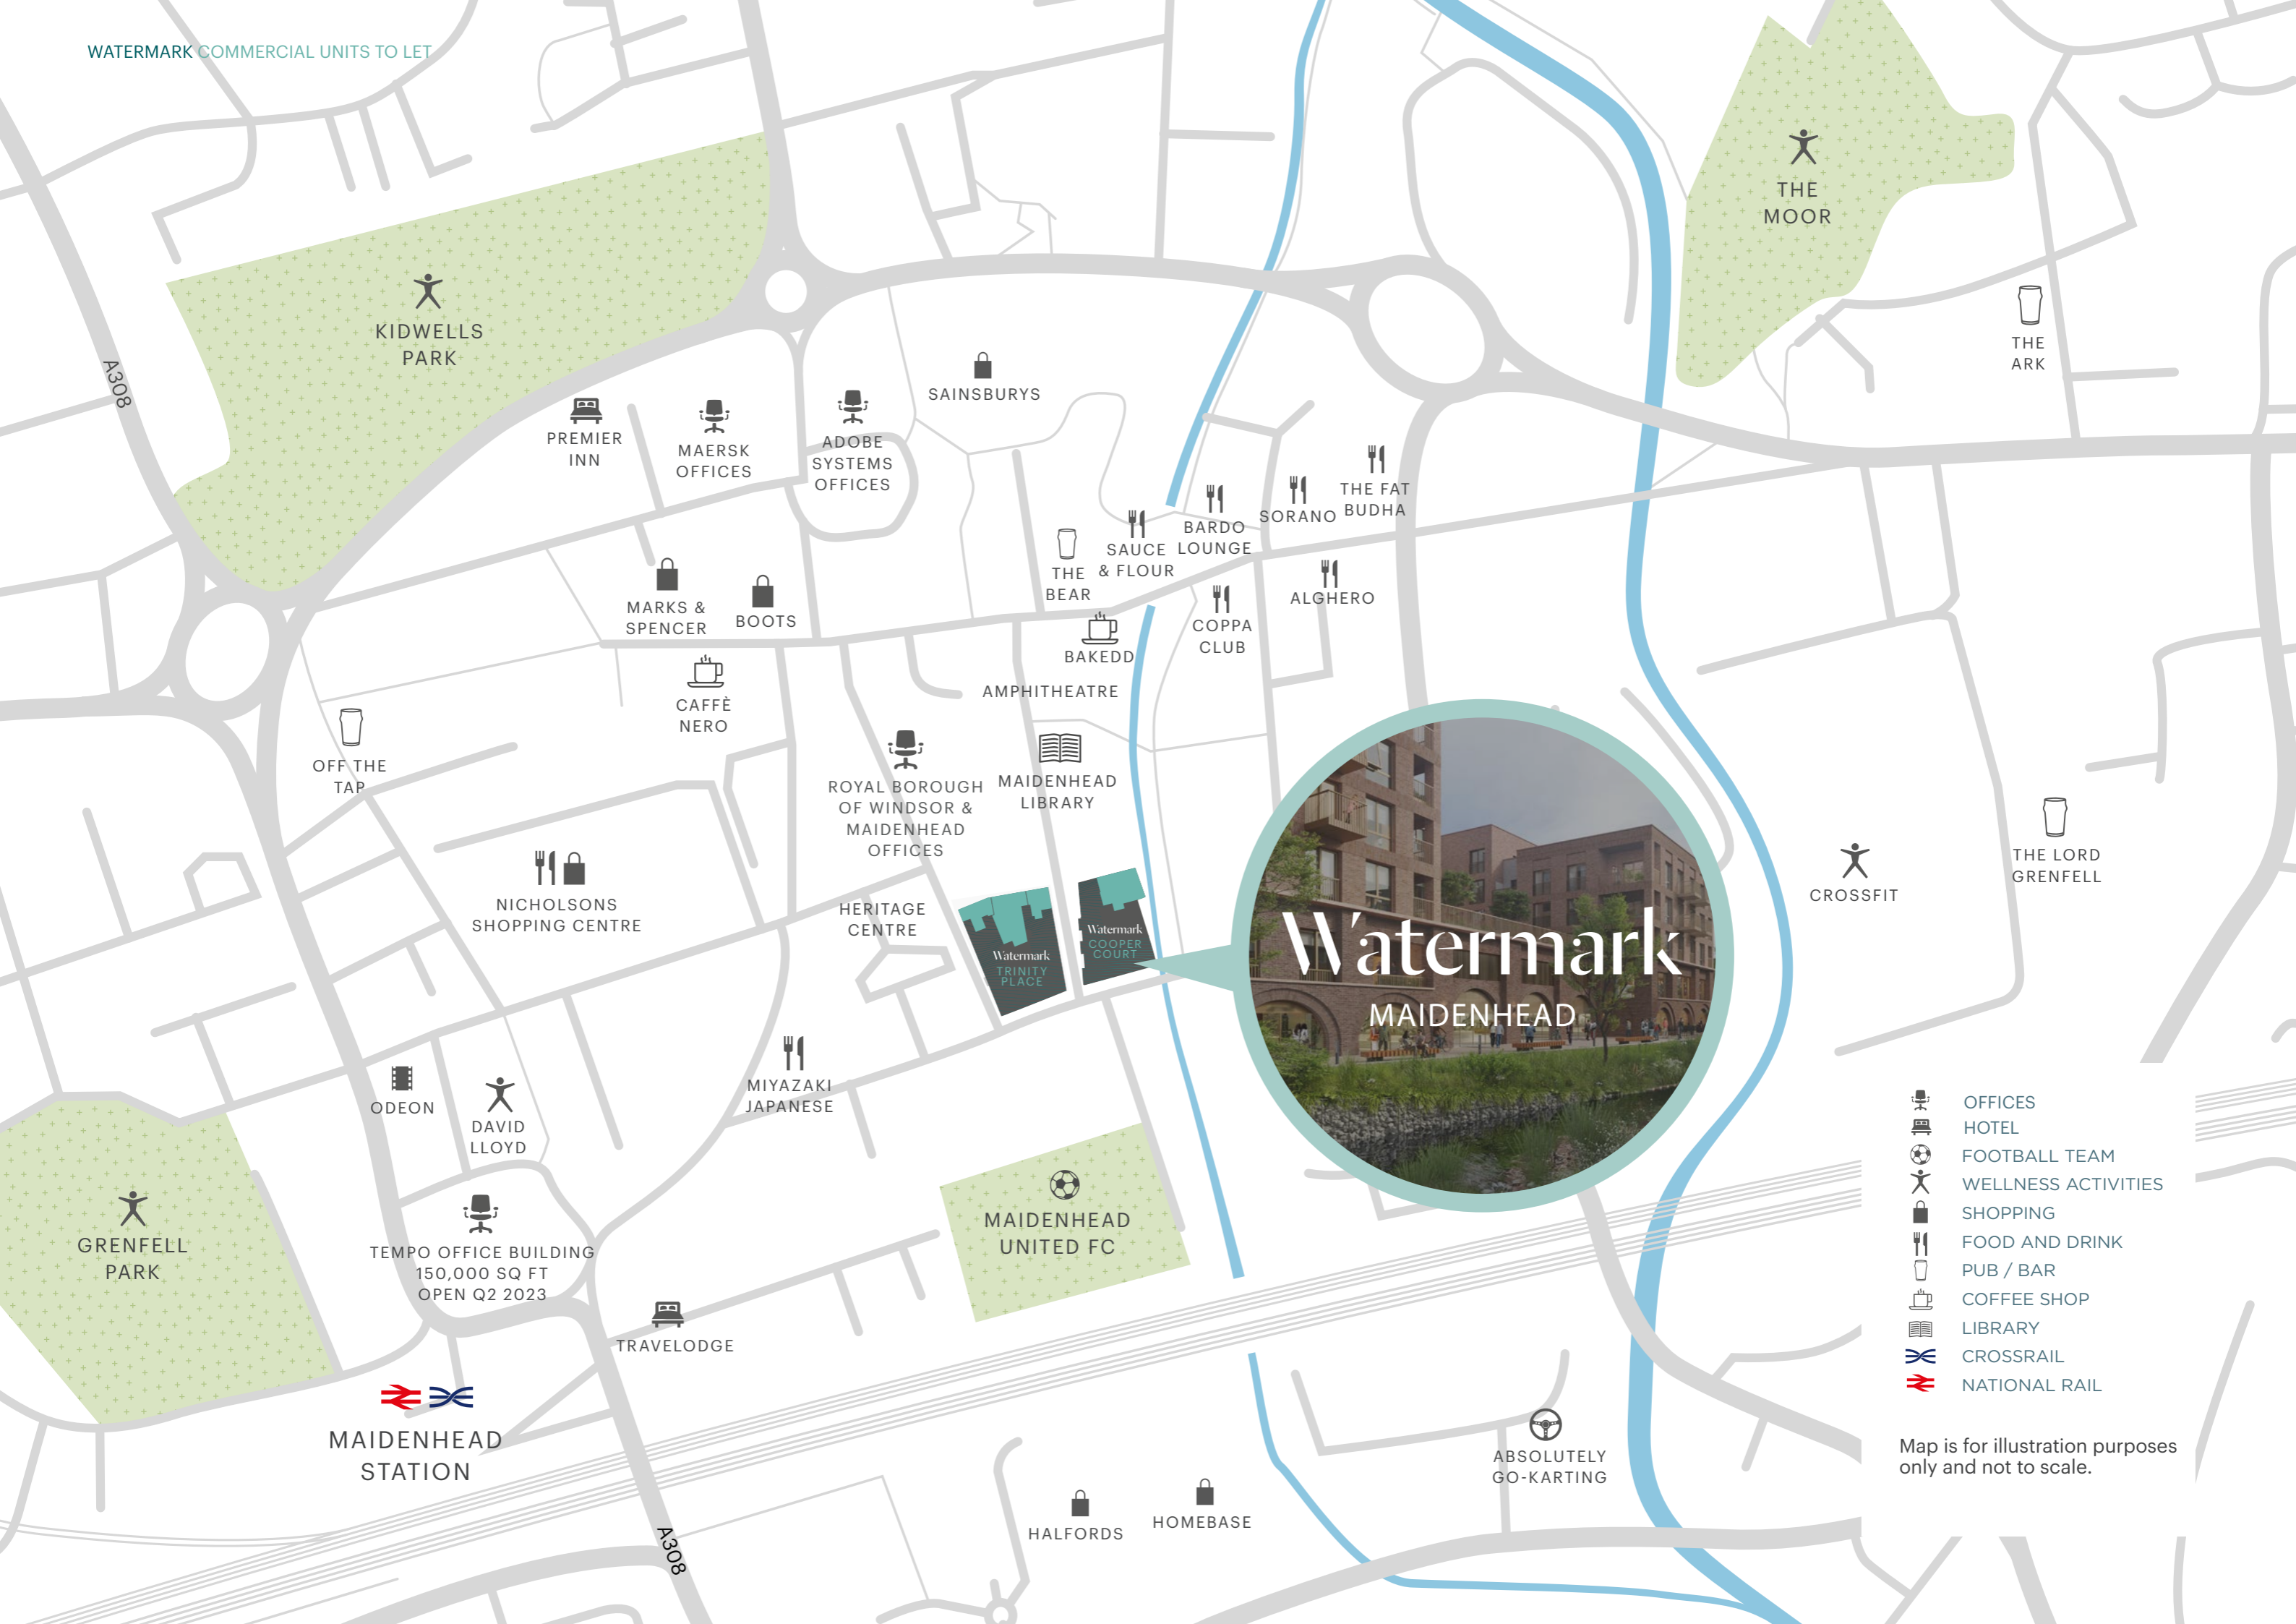 WATERMARK COMMERCIAL UNITS TO LET
THE
MOOR
KIDWELLS
PARK
A308
THE
ARK
SAINSBURYS
PREMIER
INN
MAERSK
OFFICES
ADOBE
SYSTEMS
OFFICES
THE FAT
BUDHA
SORANO
BARDO
LOUNGE
SAUCE
& FLOUR
THE
BEAR
ALGHERO
COPPA
CLUB
MARKS &
SPENCER
BOOTS
BAKEDD
CAFFÈ
NERO
AMPHITHEATRE
OFF THE
TAP
ROYAL BOROUGH
OF WINDSOR &
MAIDENHEAD
OFFICES
MAIDENHEAD
LIBRARY
NICHOLSONS
SHOPPING CENTRE
HERITAGE
CENTRE
Watermark
TRINITY
PLACE
Watermark
COOPER
COURT
Watermark
MAIDENHEAD
CROSSFIT
THE LORD
GRENFELL
MIYAZAKI
JAPANESE
ODEON
DAVID
LLOYD
GRENFELL
PARK
TEMPO OFFICE BUILDING
150,000 SQ FT
OPEN Q2 2023
MAIDENHEAD
UNITED FC
TRAVELODGE
MAIDENHEAD
STATION
A308
HALFORDS
HOMEBASE
ABSOLUTELY
GO-KARTING
OFFICES
HOTEL
FOOTBALL TEAM
WELLNESS ACTIVITIES
SHOPPING
FOOD AND DRINK
PUB / BAR
COFFEE SHOP
LIBRARY
CROSSRAIL
NATIONAL RAIL
Map is for illustration purposes
only and not to scale.